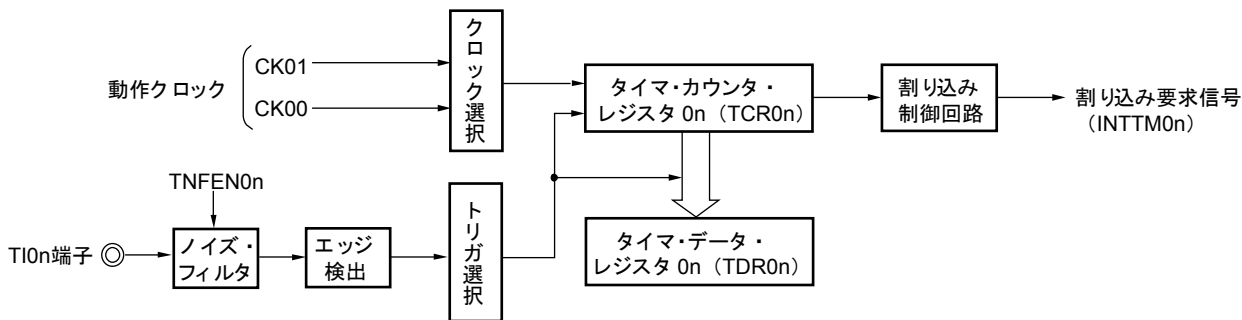 動作クロック
CK01
CK00
クロック選択
タイマ・カウンタ・
レジスタ 0n（TCR0n）
割り込み
制御回路
割り込み要求信号
（INTTM0n）
TNFEN0n
TI0n端子
ノイズ・
フィルタ
エッジ
検出
トリガ選択
タイマ・データ・
レジスタ 0n（TDR0n）